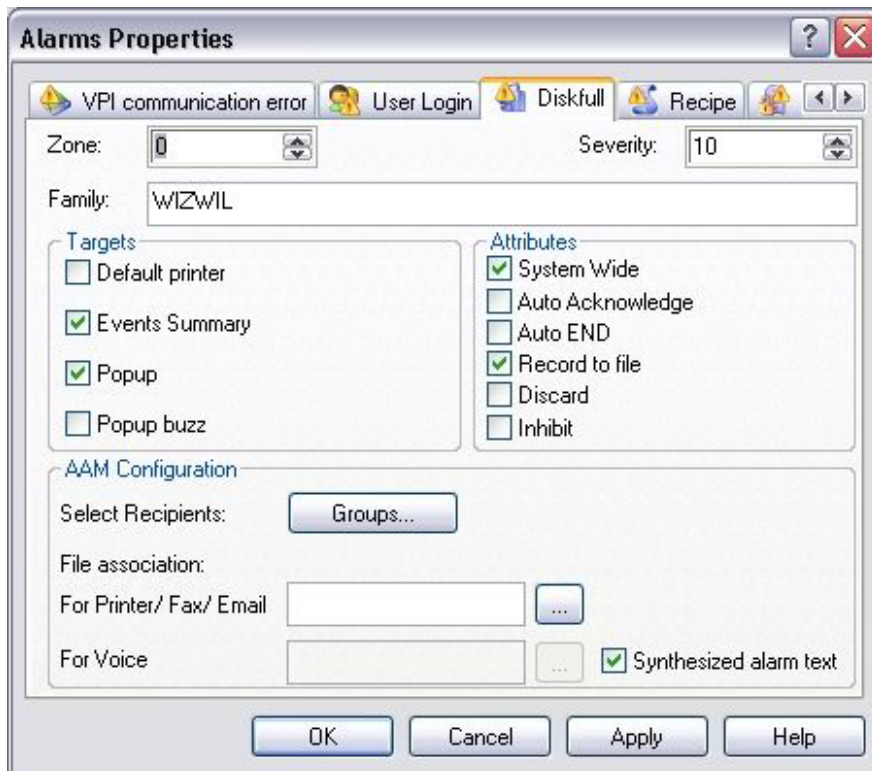 Alarms Properties
VPI communication error User Login Diskfull Recipe
Zone: 0 Severity: 10
Family: WIZWIL
Targets
Default printer
Events Summary
Popup
Popup buzz
Attributes
System Wide
Auto Acknowledge
Auto END
Record to file
Discard
Inhibit
AAM Configuration
Select Recipients: Groups...
File association:
For Printer/ Fax/ Email ...
For Voice ... Synthesized alarm text
OK Cancel Apply Help